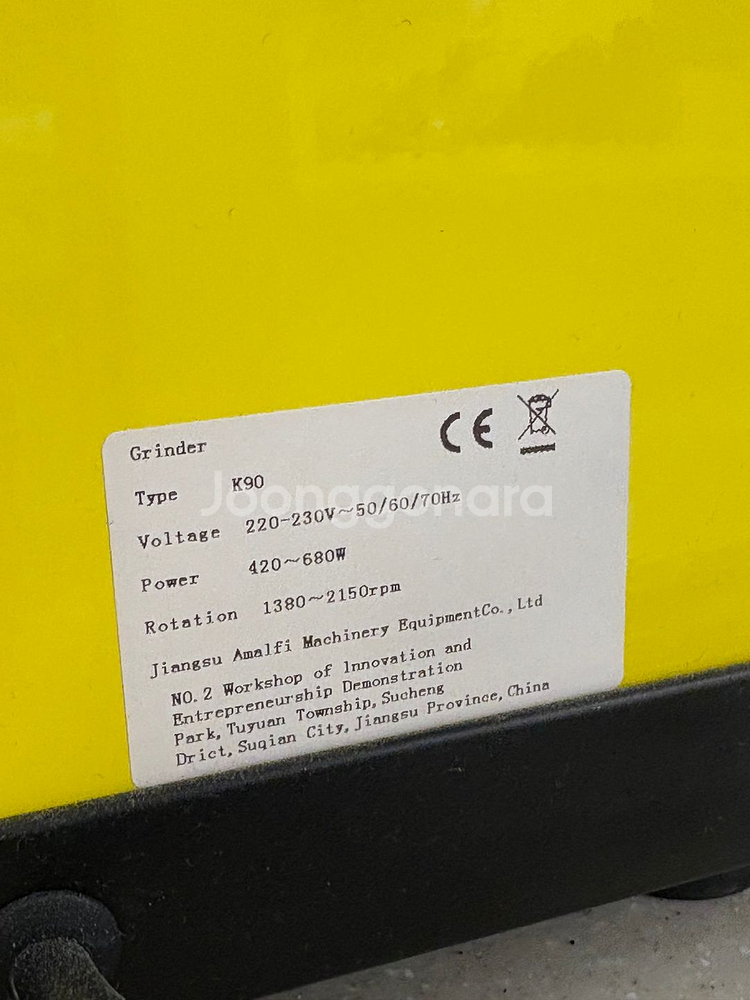 Grinder
CE
Type K90
Joonggonara
Voltage 220-230V~50/60/70Hz
Power 420~680W
Rotation 1380~2150rpm
Jiangsu Amalfi Machinery EquipmentCo.,Ltd
NO.2 Workshop of lnnovation and
Entrepreneurship Demonstration
Park,Tuyuan Township,Sucheng
Drict,Suqian City,Jiangsu Province,China